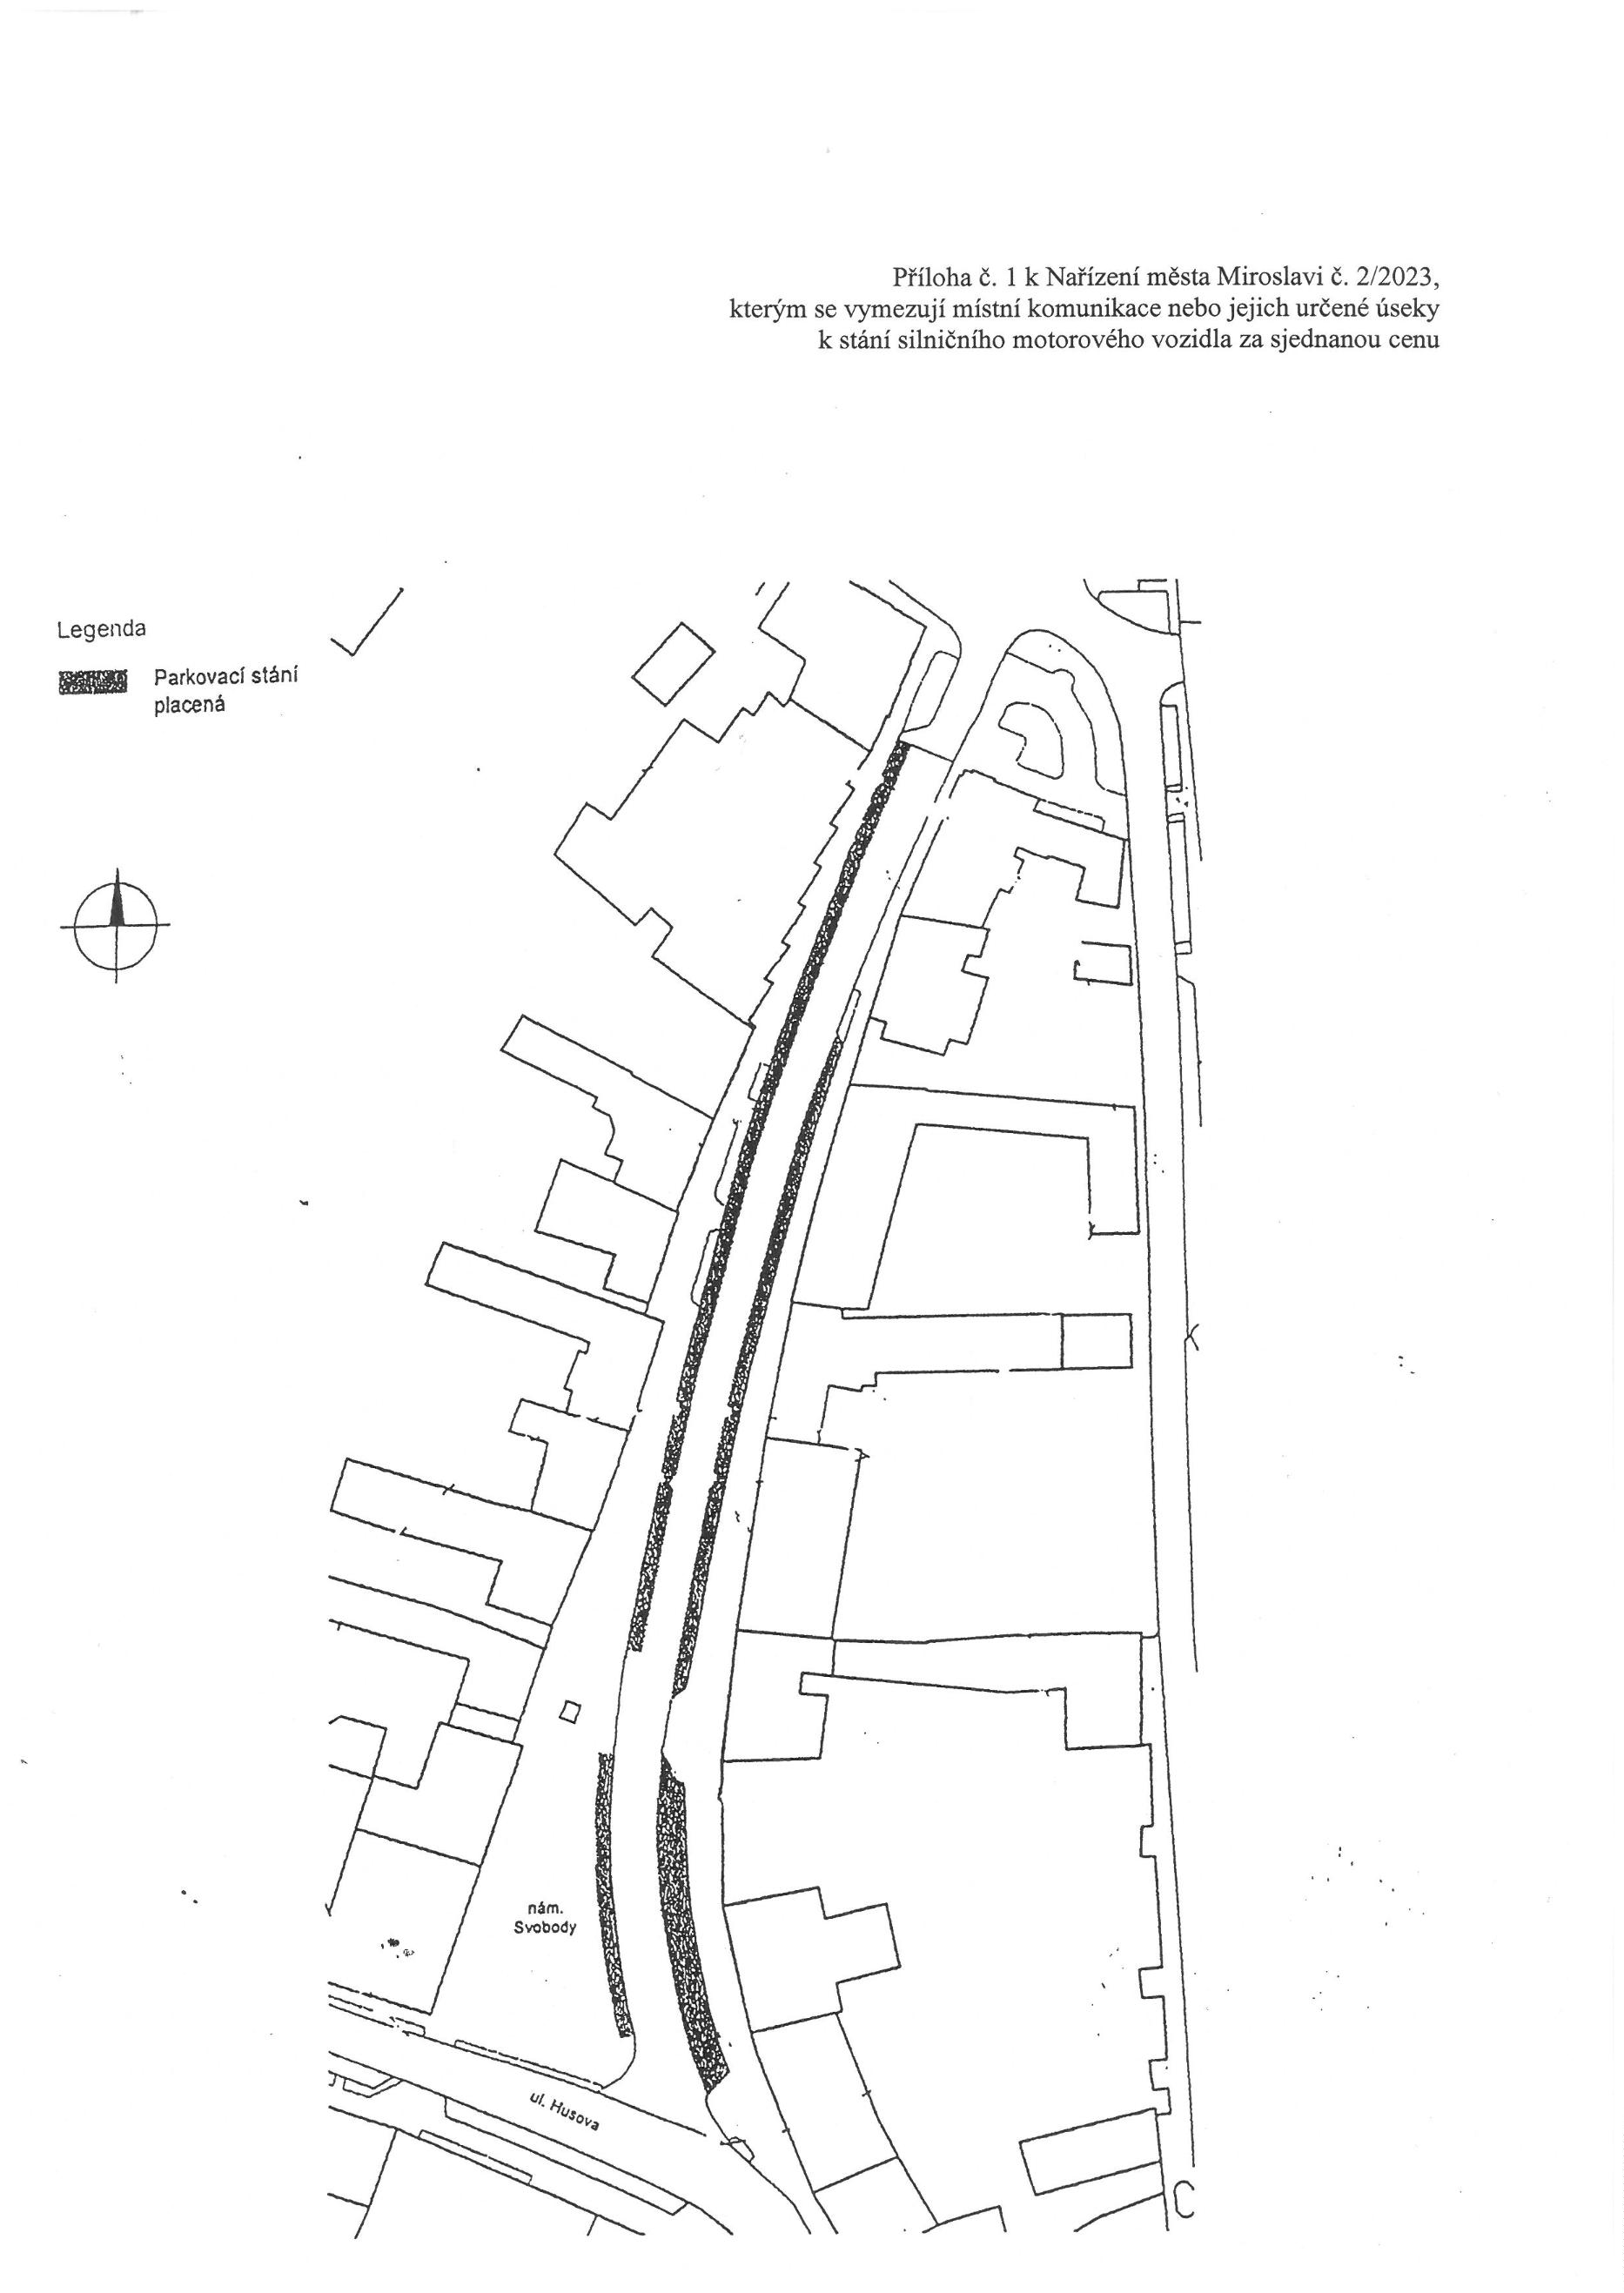 Příloha č. 1 k Nařízení města Miroslavi č. 2/2023,
kterým se vymezují místní komunikace nebo jejich určené úseky
k stání silničního motorového vozidla za sjednanou cenu
Legenda
Parkovací stání
placená
nám.
Svobody
ul. Husova